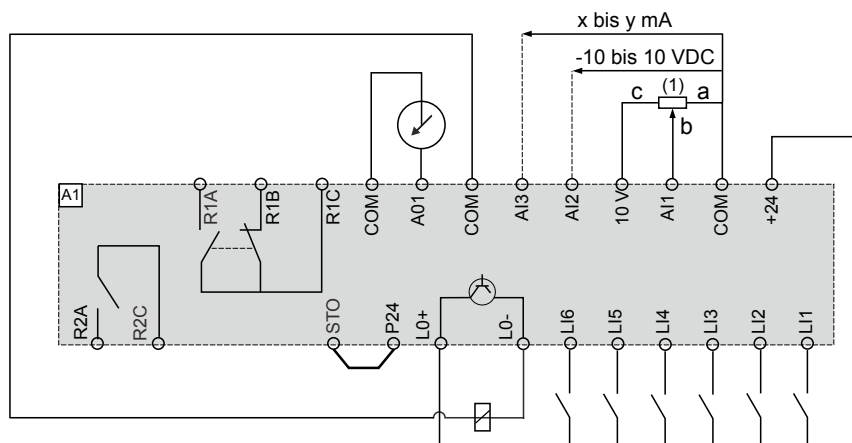 x bis y mA
-10 bis 10 VDC
c
(1)
a
b
A1
R1A
R1B
R1C
COM
A01
COM
AI3
AI2
10 V
AI1
COM
+24
R2A
R2C
STO
P24
L0+
L0-
LI6
LI5
LI4
LI3
LI2
LI1